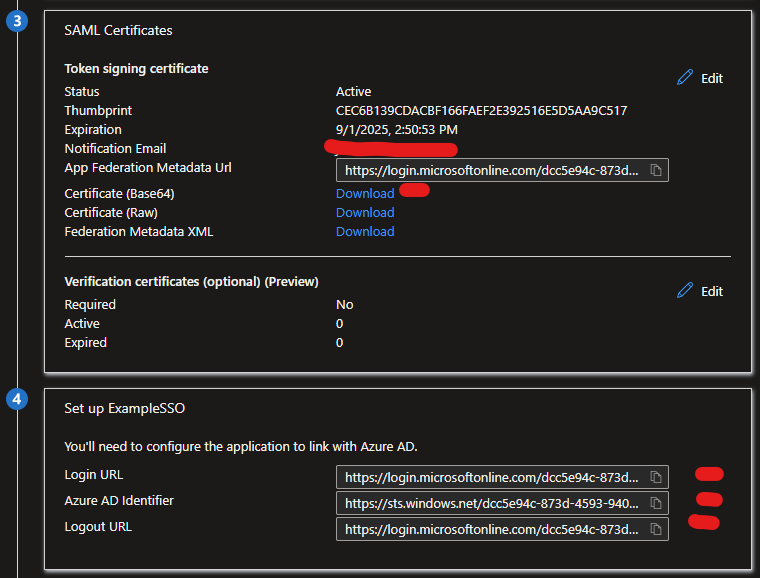 3
SAML Certificates
Token signing certificate
Edit
Status Active
Thumbprint CEC6B139CDACBF166FAEF2E392516E5D5AA9C517
Expiration 9/1/2025, 2:50:53 PM
Notification Email
App Federation Metadata Url https://login.microsoftonline.com/dcc5e94c-873d...
Certificate (Base64) Download
Certificate (Raw) Download
Federation Metadata XML Download
Verification certificates (optional) (Preview)
Edit
Required No
Active 0
Expired 0
4
Set up ExampleSSO
You'll need to configure the application to link with Azure AD.
Login URL https://login.microsoftonline.com/dcc5e94c-873d...
Azure AD Identifier https://sts.windows.net/dcc5e94c-873d-4593-940...
Logout URL https://login.microsoftonline.com/dcc5e94c-873d...